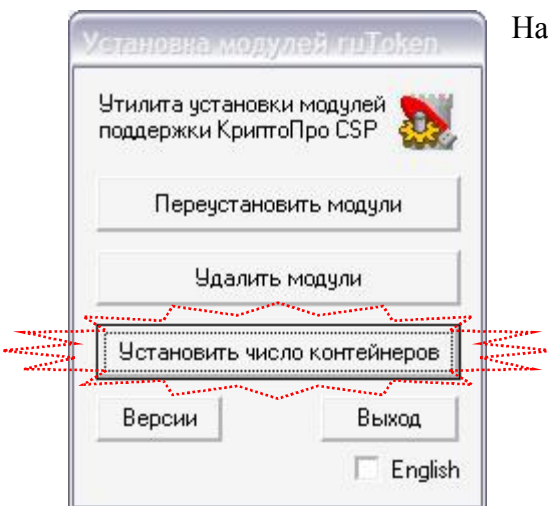 На
Установка модулей ruToken
Утилита установки модулей
поддержки КриптоПро CSP
Переустановить модули
Удалить модули
Установить число контейнеров
Версии
Выход
English